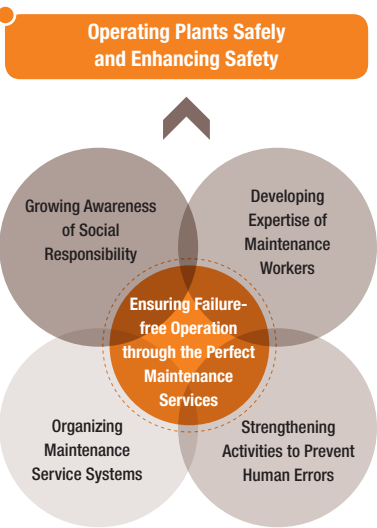 Operating Plants Safely
and Enhancing Safety
Growing Awareness
of Social
Responsibility
Developing
Expertise of
Maintenance
Workers
Ensuring Failure-
free Operation
through the Perfect
Maintenance
Services
Organizing
Maintenance
Service Systems
Strengthening
Activities to Prevent
Human Errors